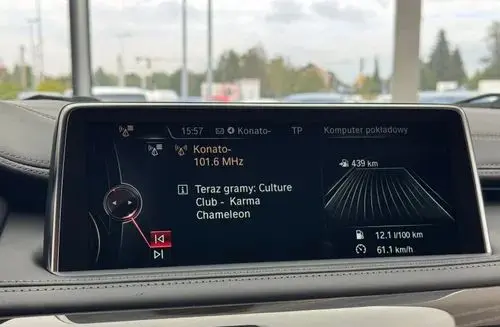 15:57 Konato- TP Komputer pokładowy
Konato-
101.6 MHz
439 km
Teraz gramy: Culture
Club - Karma
Chameleon
12.1 l/100 km
61.1 km/h